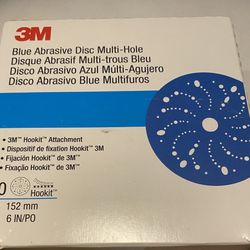 3M
Blue Abrasive Disc Multi-Hole
Disque Abrasif Multi-trous Bleu
Disco Abrasivo Azul Múlti-Agujero
Disco Abrasivo Blue Multifuros
• 3M™ Hookit™ Attachment
• Dispositif de fixation Hookit™ 3M
• Fijación Hookit™ de 3M™
• Fixação Hookit™ de 3M™
0
Hookit™
152 mm
6 IN/PO